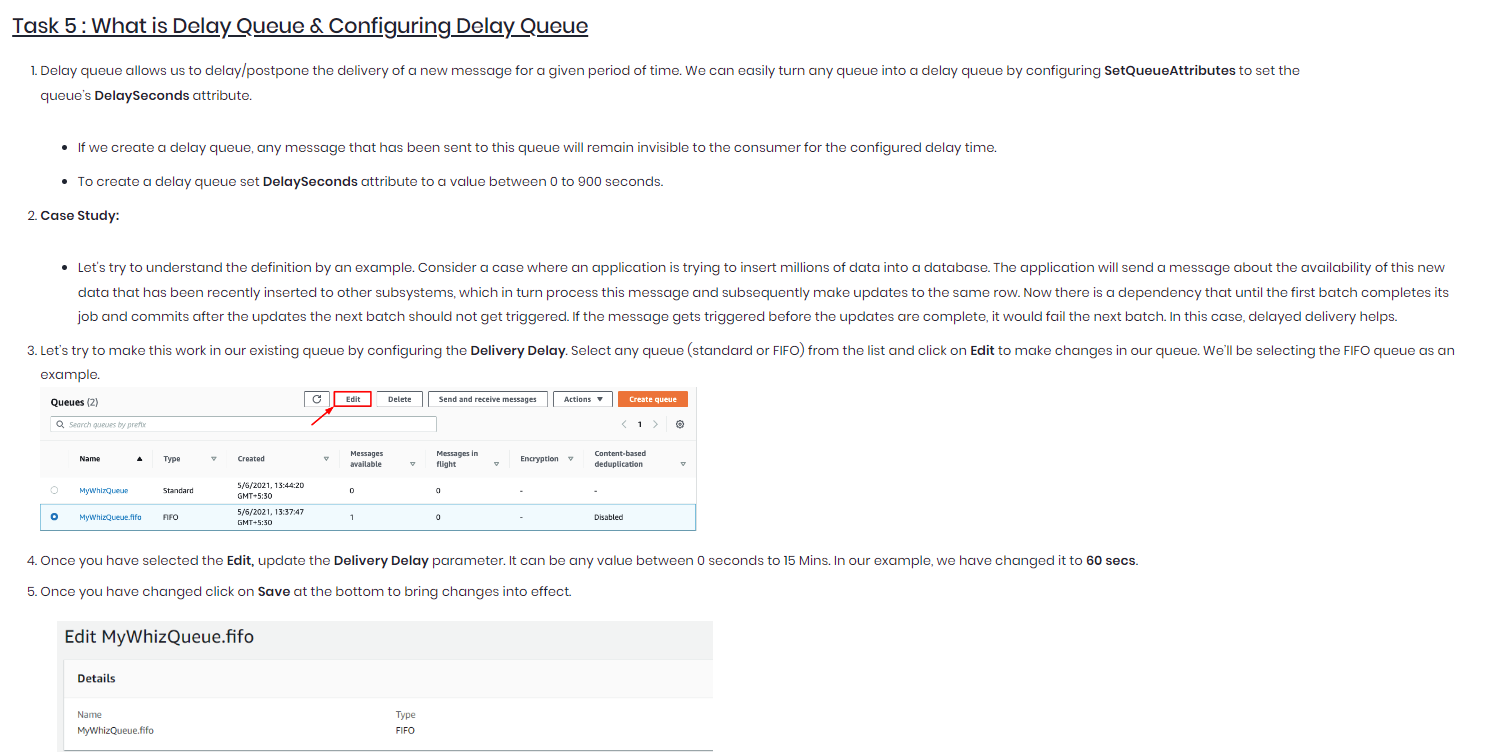 Task 5 : What is Delay Queue & Configuring Delay Queue
1. Delay queue allows us to delay/postpone the delivery of a new message for a given period of time. We can easily turn any queue into a delay queue by configuring SetQueueAttributes to set the
queue's DelaySeconds attribute.
• If we create a delay queue, any message that has been sent to this queue will remain invisible to the consumer for the configured delay time.
• To create a delay queue set DelaySeconds attribute to a value between 0 to 900 seconds.
2. Case Study:
• Let's try to understand the definition by an example. Consider a case where an application is trying to insert millions of data into a database. The application will send a message about the availability of this new
data that has been recently inserted to other subsystems, which in turn process this message and subsequently make updates to the same row. Now there is a dependency that until the first batch completes its
job and commits after the updates the next batch should not get triggered. If the message gets triggered before the updates are complete, it would fail the next batch. In this case, delayed delivery helps.
3. Let's try to make this work in our existing queue by configuring the Delivery Delay. Select any queue (standard or FIFO) from the list and click on Edit to make changes in our queue. We'll be selecting the FIFO queue as an
example.
Queues (2) Edit Delete Send and receive messages Actions Create queue
Search queues by prefix 1
Name Type Created Messages available Messages in flight Encryption Content-based deduplication
MyWhizQueue Standard 5/6/2021, 13:44:20 GMT+5:30 0 0 - -
MyWhizQueue.fifo FIFO 5/6/2021, 13:37:47 GMT+5:30 1 0 - Disabled
4. Once you have selected the Edit, update the Delivery Delay parameter. It can be any value between 0 seconds to 15 Mins. In our example, we have changed it to 60 secs.
5. Once you have changed click on Save at the bottom to bring changes into effect.
Edit MyWhizQueue.fifo
Details
Name Type
MyWhizQueue.fifo FIFO